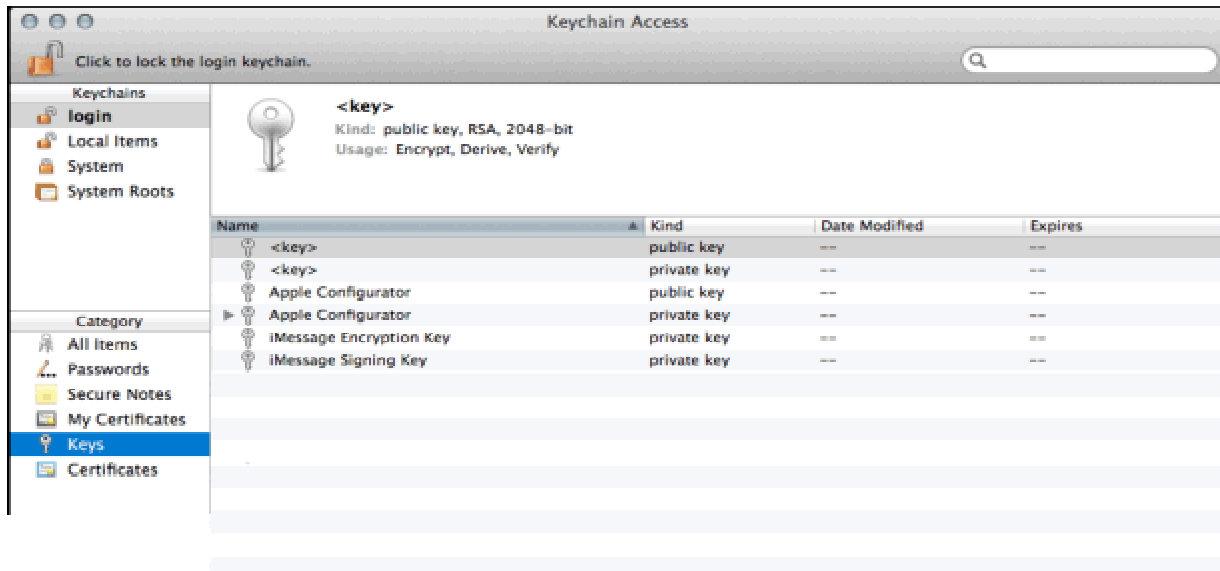 Keychain Access
Click to lock the login keychain.
Keychains
login
Local Items
System
System Roots
<key>
Kind: public key, RSA, 2048-bit
Usage: Encrypt, Derive, Verify
Name Kind Date Modified Expires
<key> public key -- --
<key> private key -- --
Apple Configurator public key -- --
Apple Configurator private key -- --
iMessage Encryption Key private key -- --
iMessage Signing Key private key -- --
Category
All Items
Passwords
Secure Notes
My Certificates
Keys
Certificates